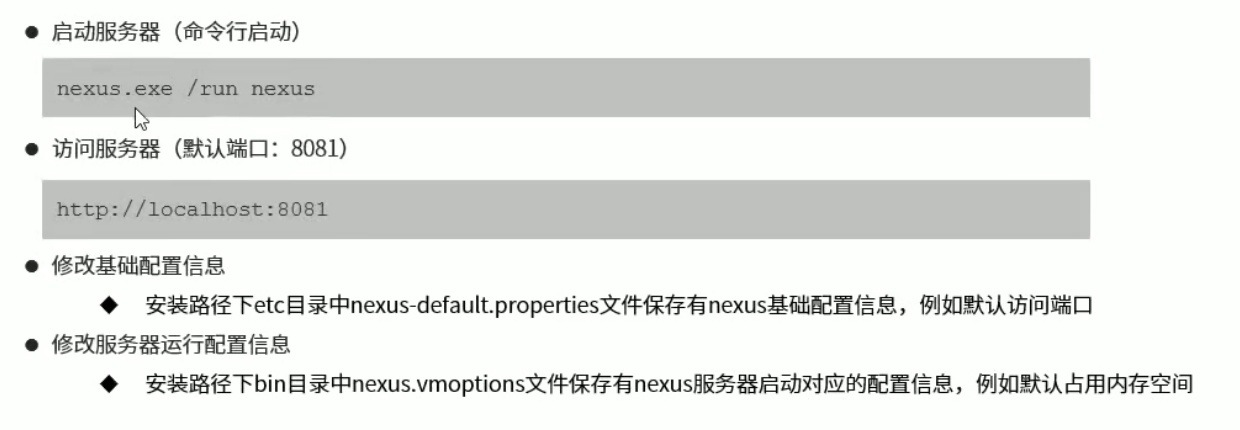 ● 启动服务器（命令行启动）
nexus.exe /run nexus
● 访问服务器（默认端口：8081）
http://localhost:8081
● 修改基础配置信息
◆ 安装路径下etc目录中nexus-default.properties文件保存有nexus基础配置信息，例如默认访问端口
● 修改服务器运行配置信息
◆ 安装路径下bin目录中nexus.vmoptions文件保存有nexus服务器启动对应的配置信息，例如默认占用内存空间